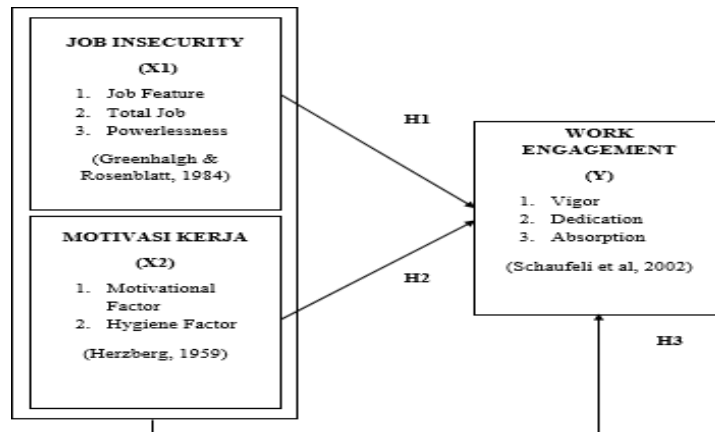 JOB INSECURITY
(X1)
1. Job Feature
2. Total Job
3. Powerlessness
(Greenhalgh &
Rosenblatt, 1984)
MOTIVASI KERJA
(X2)
1. Motivational
Factor
2. Hygiene Factor
(Herzberg, 1959)
H1
H2
WORK
ENGAGEMENT
(Y)
1. Vigor
2. Dedication
3. Absorption
(Schaufeli et al, 2002)
H3